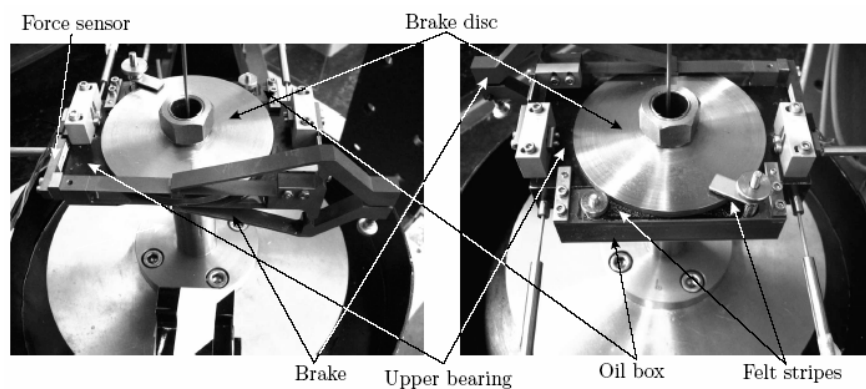 Force sensor
Brake disc
Brake
Upper bearing
Oil box
Felt stripes